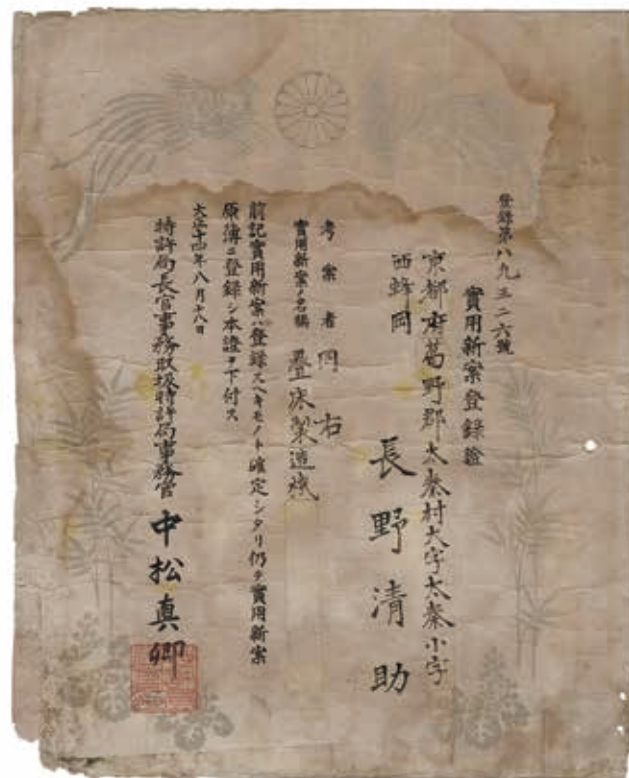 登錄第八九三二六號
實用新案登錄證
京都府葛野郡太秦村大字太秦小字
西蜂岡
長野清助
考案者 同右
實用新案ノ名稱 疊床製造機
前記實用新案ハ登錄スヘキモノト確定シタリ仍テ實用新案
原簿ニ登錄シ本證ヲ下付ス
大正十四年八月十八日
特許局長官事務取扱特許局事務官 中松真卿